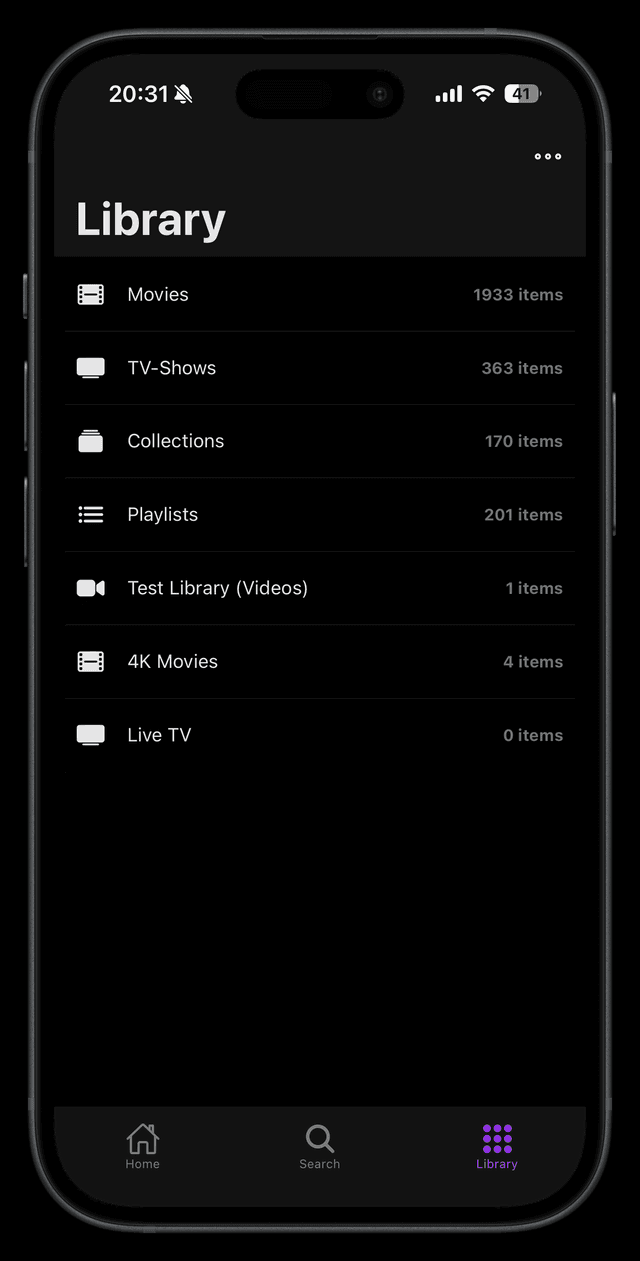 20:31 41
Library
Movies 1933 items
TV-Shows 363 items
Collections 170 items
Playlists 201 items
Test Library (Videos) 1 items
4K Movies 4 items
Live TV 0 items
Home Search Library